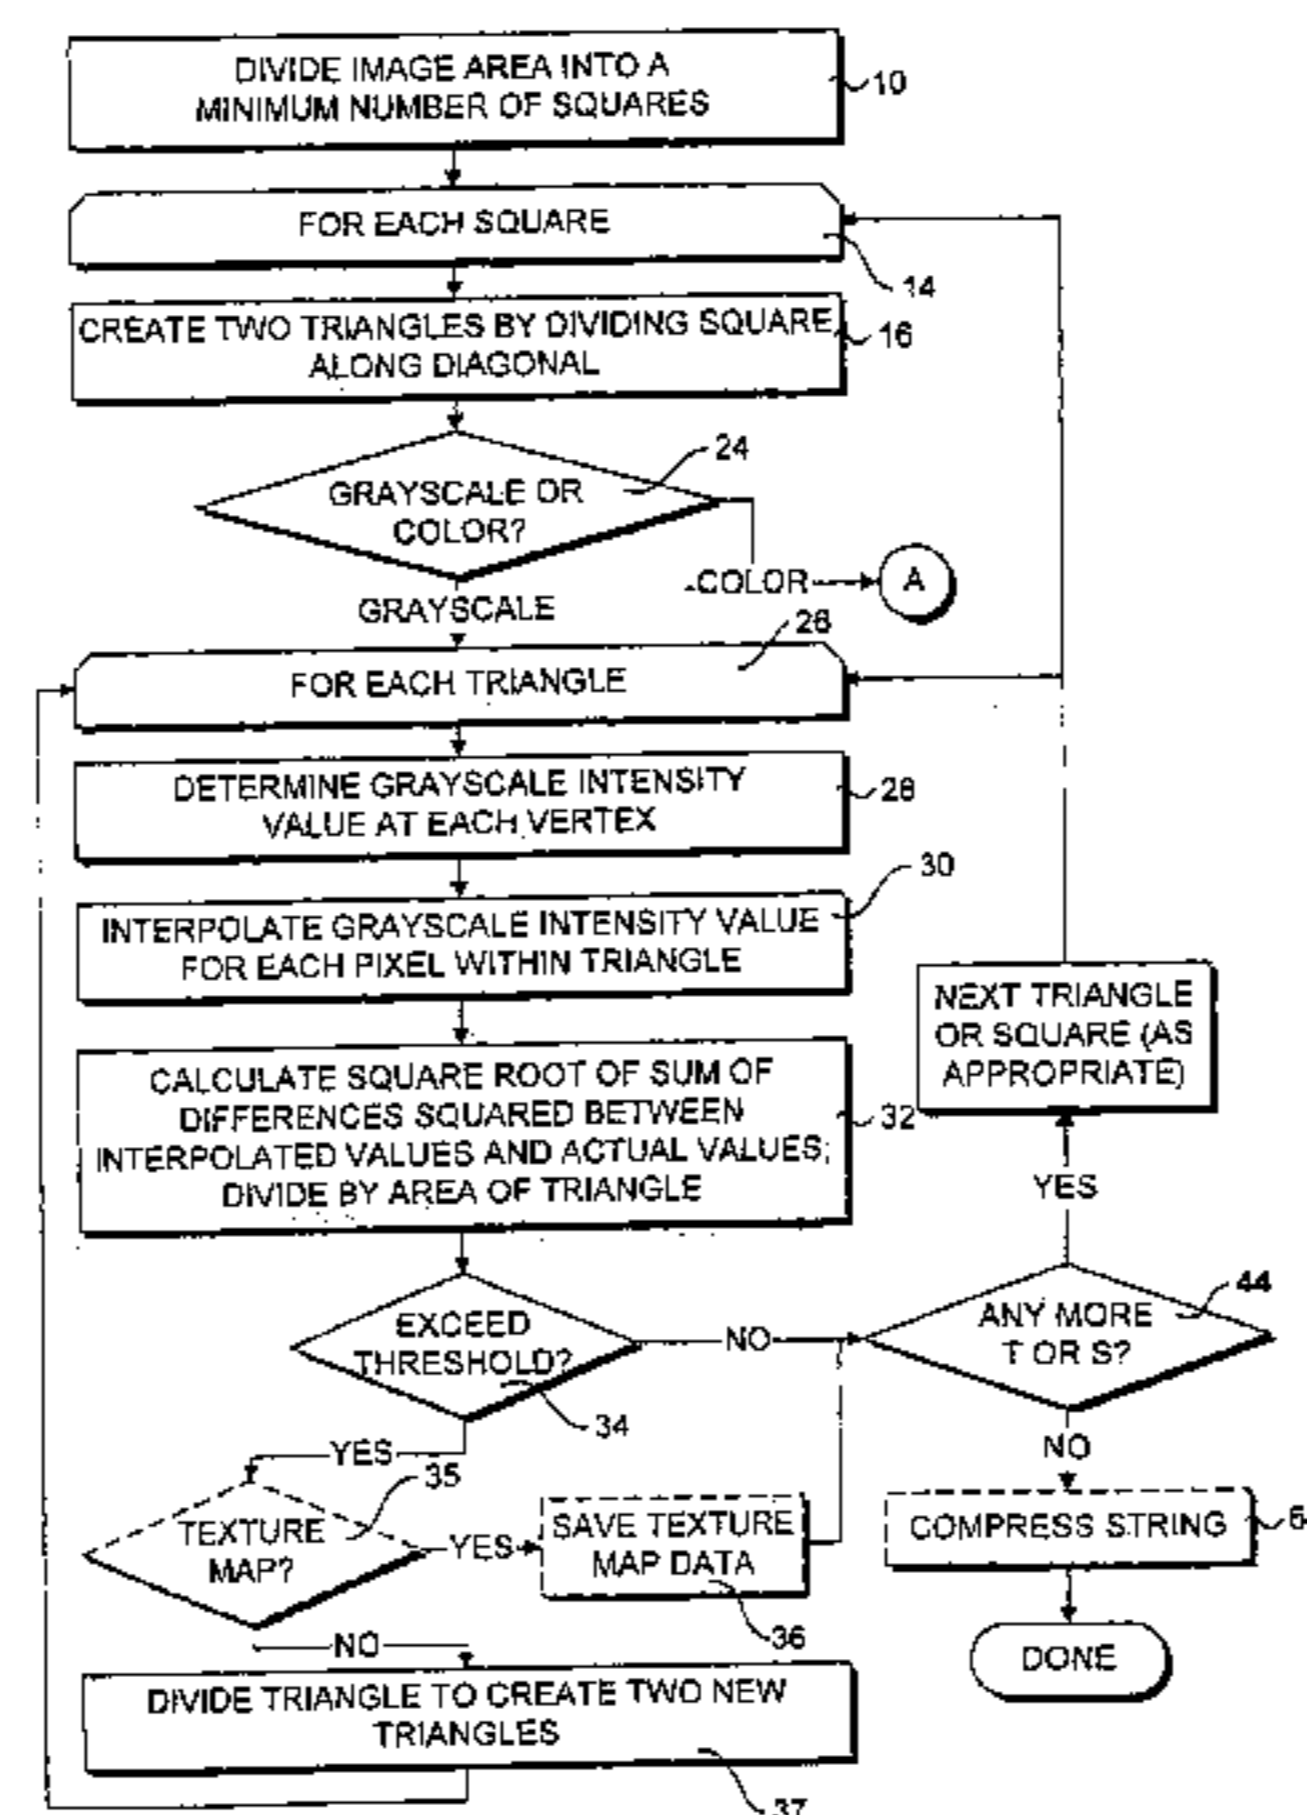 DIVIDE IMAGE AREA INTO A
MINIMUM NUMBER OF SQUARES
10
FOR EACH SQUARE
14
CREATE TWO TRIANGLES BY DIVIDING SQUARE
ALONG DIAGONAL
16
24
GRAYSCALE OR
COLOR?
COLOR
A
GRAYSCALE
26
FOR EACH TRIANGLE
DETERMINE GRAYSCALE INTENSITY
VALUE AT EACH VERTEX
28
30
INTERPOLATE GRAYSCALE INTENSITY VALUE
FOR EACH PIXEL WITHIN TRIANGLE
NEXT TRIANGLE
OR SQUARE (AS
APPROPRIATE)
CALCULATE SQUARE ROOT OF SUM OF
DIFFERENCES SQUARED BETWEEN
INTERPOLATED VALUES AND ACTUAL VALUES;
DIVIDE BY AREA OF TRIANGLE
32
YES
44
EXCEED
THRESHOLD?
NO
ANY MORE
T OR S?
34
YES
NO
35
TEXTURE
MAP?
YES
SAVE TEXTURE
MAP DATA
36
COMPRESS STRING
NO
DONE
DIVIDE TRIANGLE TO CREATE TWO NEW
TRIANGLES
37